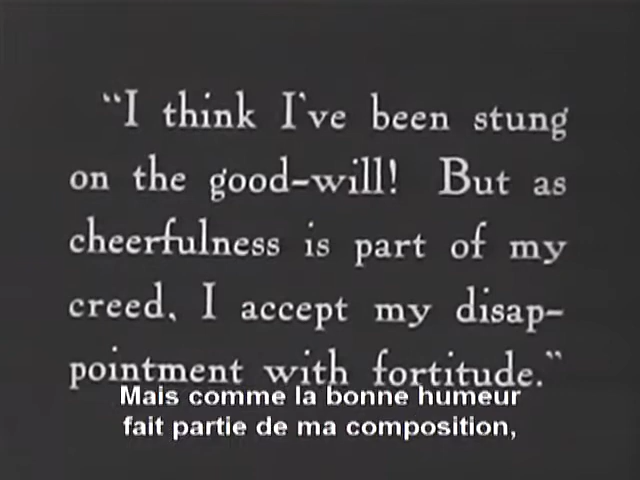 “I think I've been stung
on the good-will! But as
cheerfulness is part of my
creed, I accept my disap-
pointment with fortitude.”
Mais comme la bonne humeur
fait partie de ma composition,